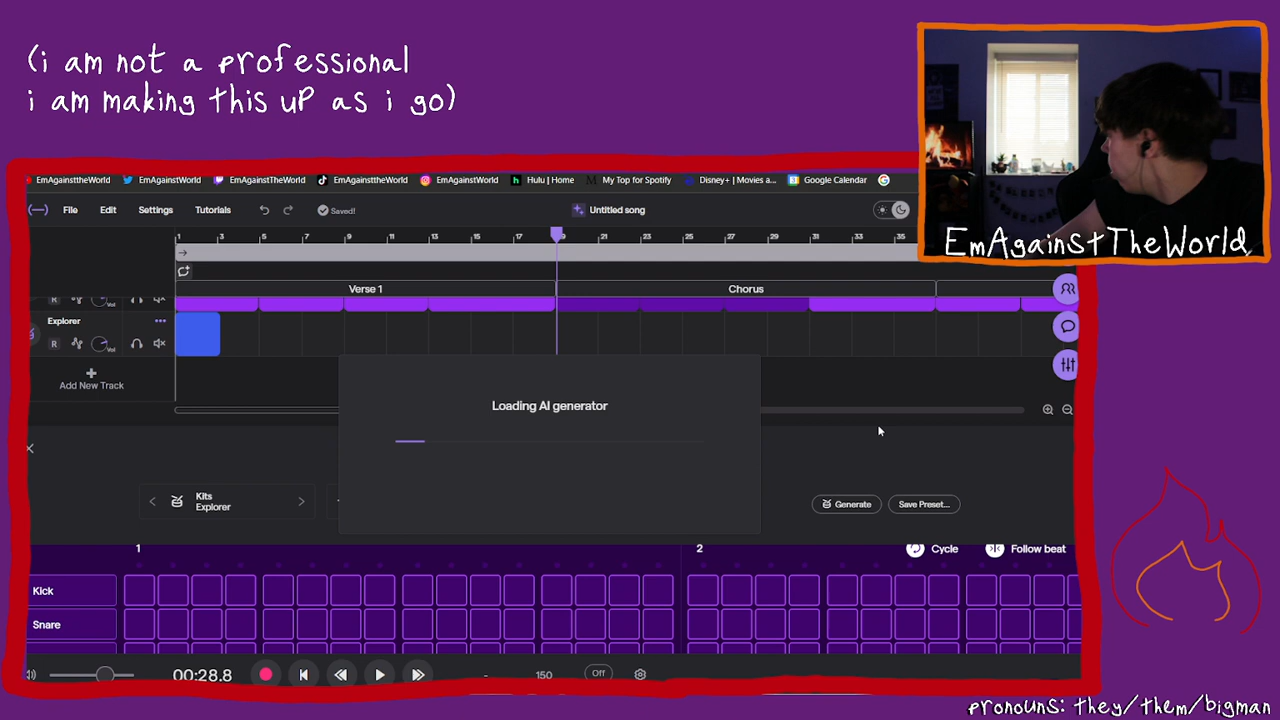 (i am not a professional
i am making this up as i go)
EmAgainstTheWorld
EmAgainsttheWorld EmAgainstWorld EmAgainstTheWorld EmAgainsttheWorld EmAgainstWorld Hulu | Home My Top for Spotify Disney+ | Movies a... Google Calendar
File Edit Settings Tutorials Saved! Untitled song
1 3 5 7 9 11 13 15 17 19 21 23 25 27 29 31 33 35
Verse 1 Chorus
R Vol
Explorer
R Vol
Add New Track
Loading AI generator
Kits
Explorer
Generate Save Preset...
1 2 Cycle Follow beat
Kick
Snare
00:28.8 - 150 Off
pronouns: they/them/bigman